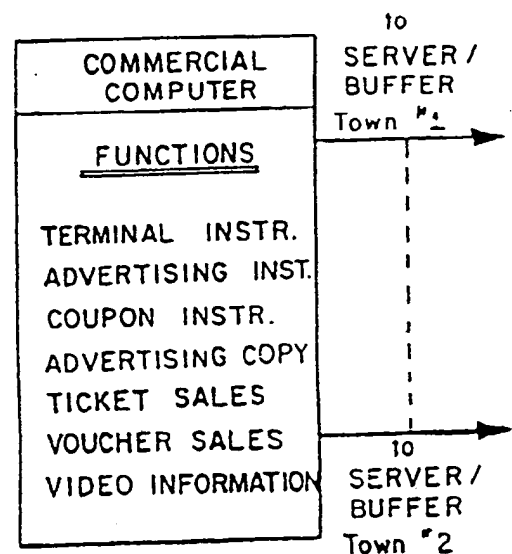 COMMERCIAL
COMPUTER
FUNCTIONS
TERMINAL INSTR.
ADVERTISING INST.
COUPON INSTR.
ADVERTISING COPY
TICKET SALES
VOUCHER SALES
VIDEO INFORMATION
to
SERVER/
BUFFER
Town #1
to
SERVER/
BUFFER
Town #2